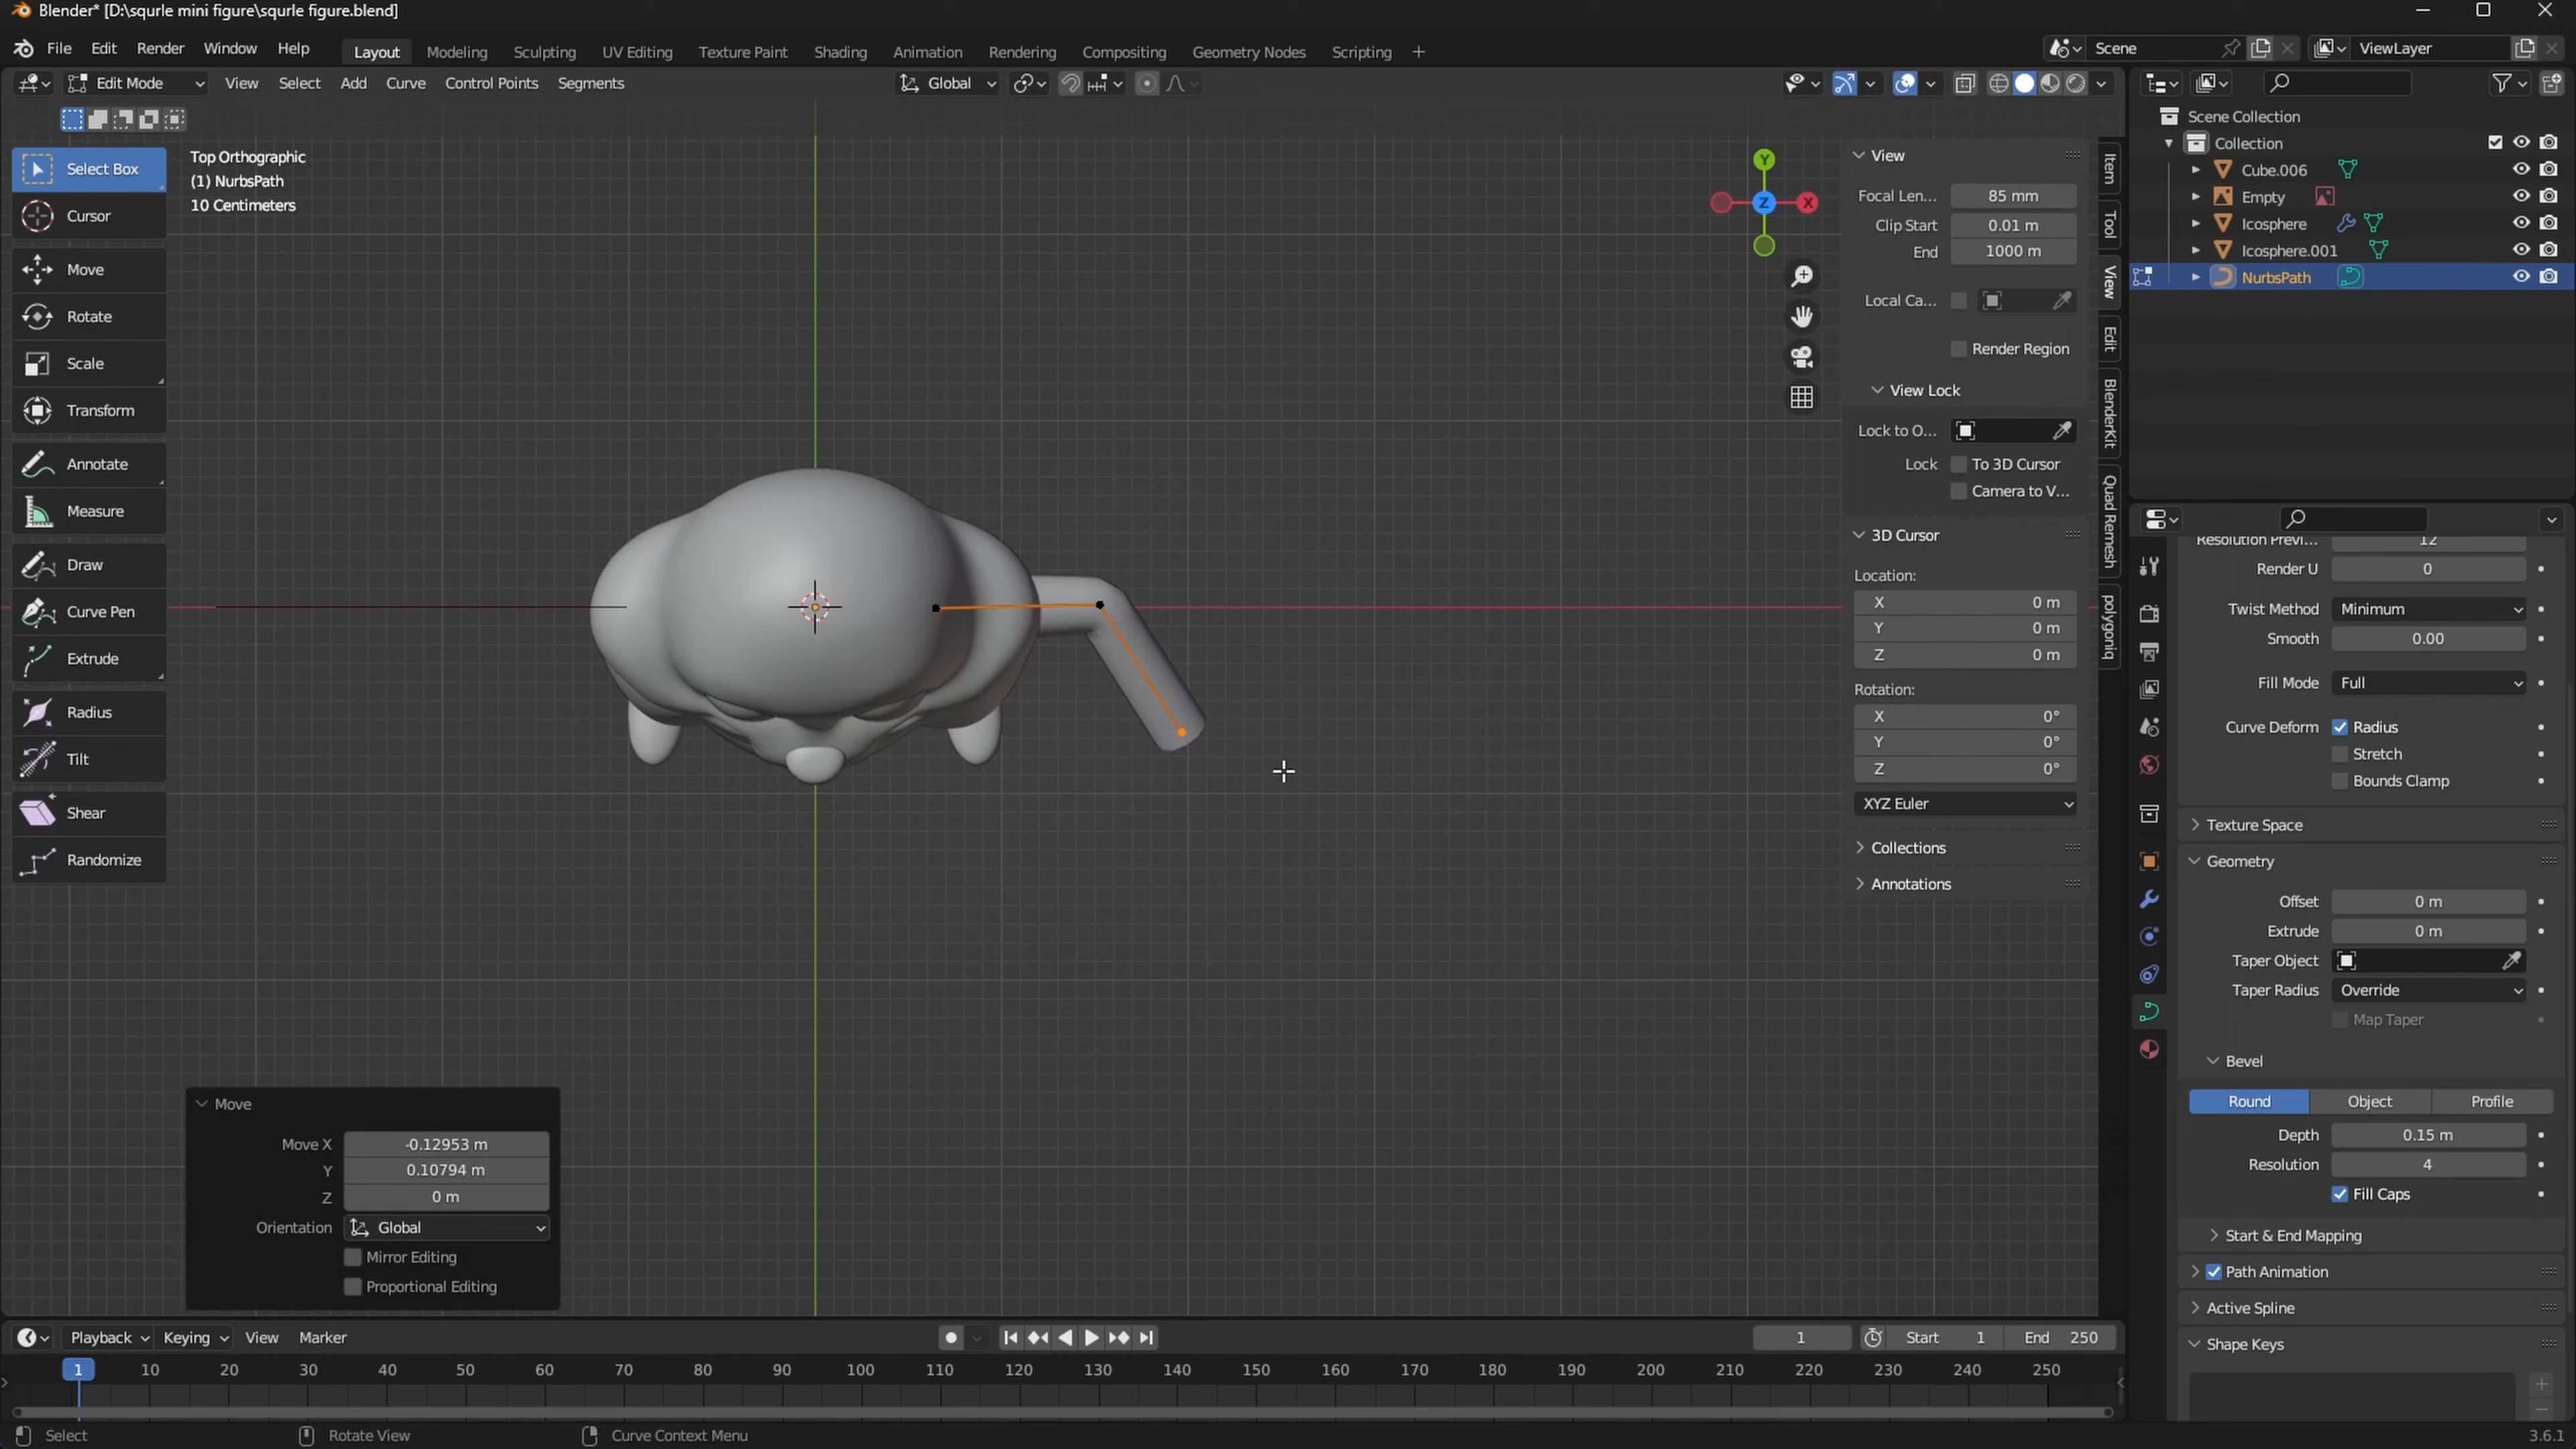 Blender* [D:\squrle mini figure\squrle figure.blend]
File Edit Render Window Help Layout Modeling Sculpting UV Editing Texture Paint Shading Animation Rendering Compositing Geometry Nodes Scripting + Scene ViewLayer
Edit Mode View Select Add Curve Control Points Segments Global
Select Box
Cursor
Move
Rotate
Scale
Transform
Annotate
Measure
Draw
Curve Pen
Extrude
Radius
Tilt
Shear
Randomize
Top Orthographic
(1) NurbsPath
10 Centimeters
Y
Z X
View
Focal Len... 85 mm
Clip Start 0.01 m
End 1000 m
Local Ca...
Render Region
View Lock
Lock to O...
Lock To 3D Cursor
Camera to V...
3D Cursor
Location:
X 0 m
Y 0 m
Z 0 m
Rotation:
X 0°
Y 0°
Z 0°
XYZ Euler
Collections
Annotations
Item
Tool
View
Edit
BlenderKit
Quad Remesh
polygoniq
Scene Collection
Collection
Cube.006
Empty
Icosphere
Icosphere.001
NurbsPath
Resolution Previ... 12
Render U 0
Twist Method Minimum
Smooth 0.00
Fill Mode Full
Curve Deform Radius
Stretch
Bounds Clamp
Texture Space
Geometry
Offset 0 m
Extrude 0 m
Taper Object
Taper Radius Override
Map Taper
Bevel
Round Object Profile
Depth 0.15 m
Resolution 4
Fill Caps
Start & End Mapping
Path Animation
Active Spline
Shape Keys
Move
Move X -0.12953 m
Y 0.10794 m
Z 0 m
Orientation Global
Mirror Editing
Proportional Editing
Playback Keying View Marker 1 Start 1 End 250
1 10 20 30 40 50 60 70 80 90 100 110 120 130 140 150 160 170 180 190 200 210 220 230 240 250
Select Rotate View Curve Context Menu 3.6.1